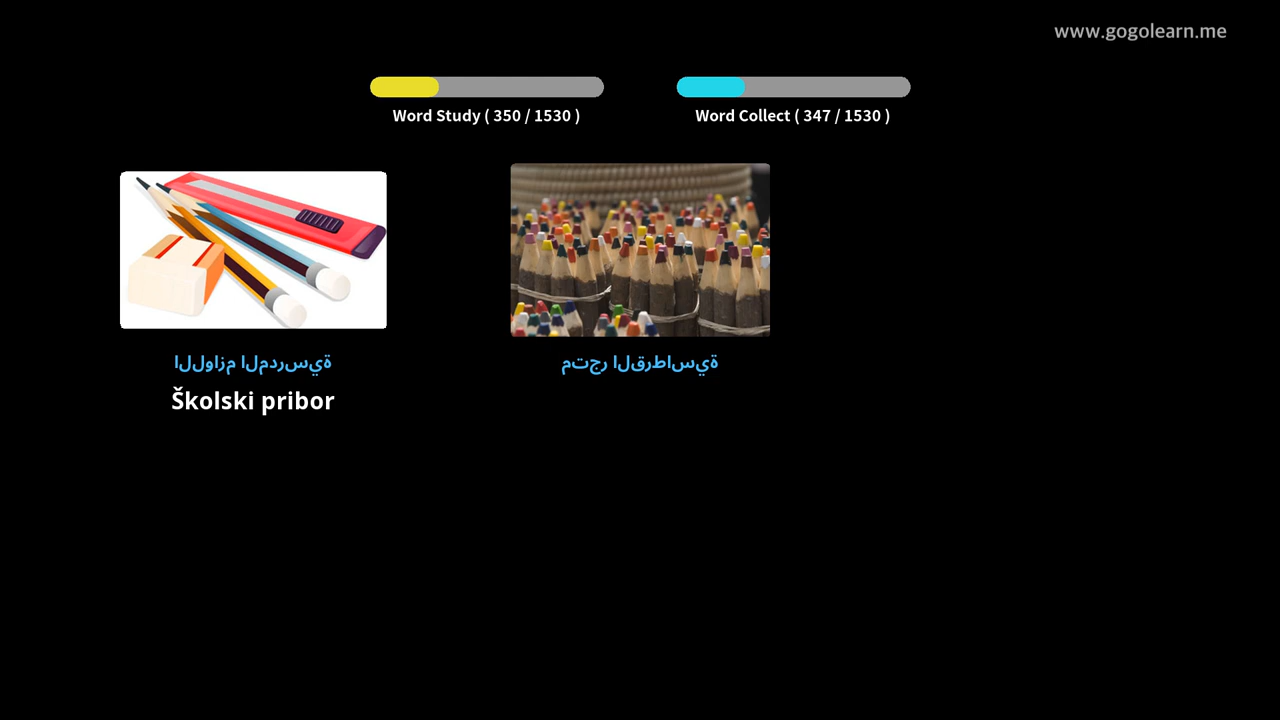 www.gogolearn.me
Word Study ( 350 / 1530 )
Word Collect ( 347 / 1530 )
اللوازم المدرسية
Školski pribor
متجر القرطاسية